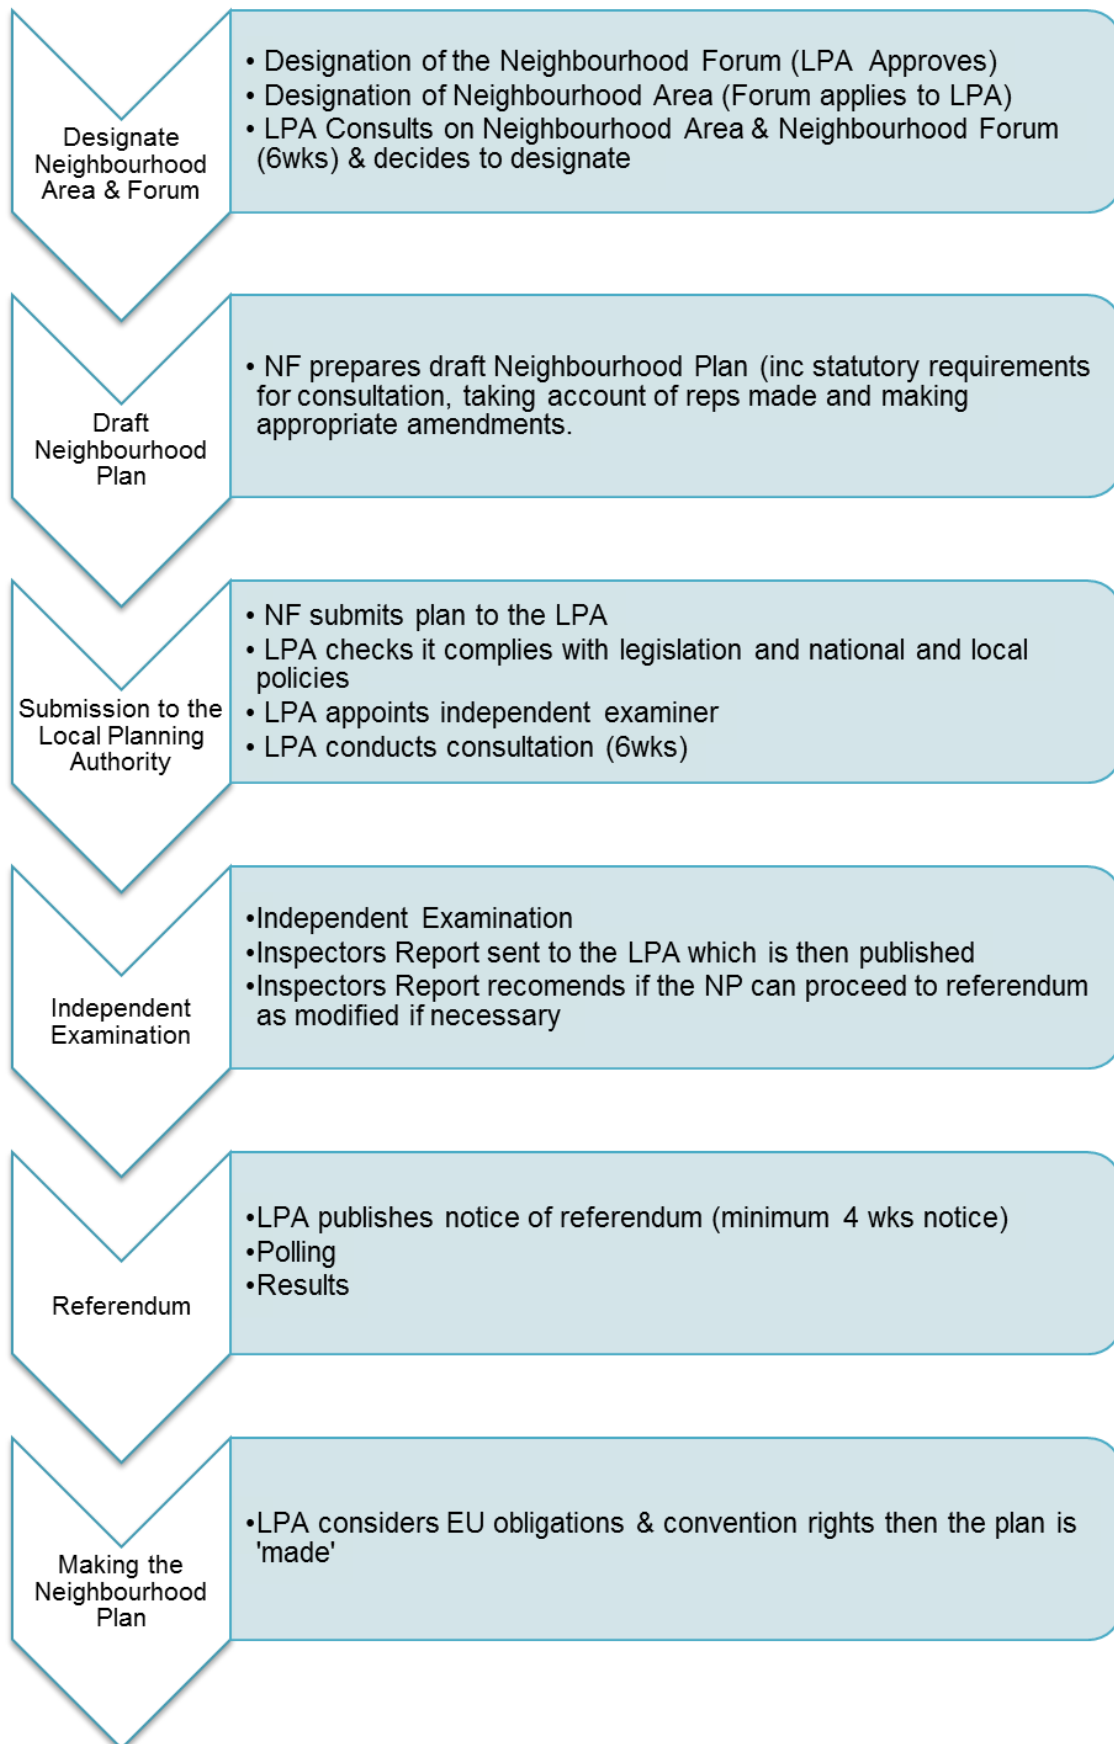 Designate
Neighbourhood
Area & Forum
• Designation of the Neighbourhood Forum (LPA Approves)
• Designation of Neighbourhood Area (Forum applies to LPA)
• LPA Consults on Neighbourhood Area & Neighbourhood Forum
(6wks) & decides to designate
Draft
Neighbourhood
Plan
• NF prepares draft Neighbourhood Plan (inc statutory requirements
for consultation, taking account of reps made and making
appropriate amendments.
Submission to the
Local Planning
Authority
• NF submits plan to the LPA
• LPA checks it complies with legislation and national and local
policies
• LPA appoints independent examiner
• LPA conducts consultation (6wks)
Independent
Examination
•Independent Examination
•Inspectors Report sent to the LPA which is then published
•Inspectors Report recomends if the NP can proceed to referendum
as modified if necessary
Referendum
•LPA publishes notice of referendum (minimum 4 wks notice)
•Polling
•Results
Making the
Neighbourhood
Plan
•LPA considers EU obligations & convention rights then the plan is
'made'